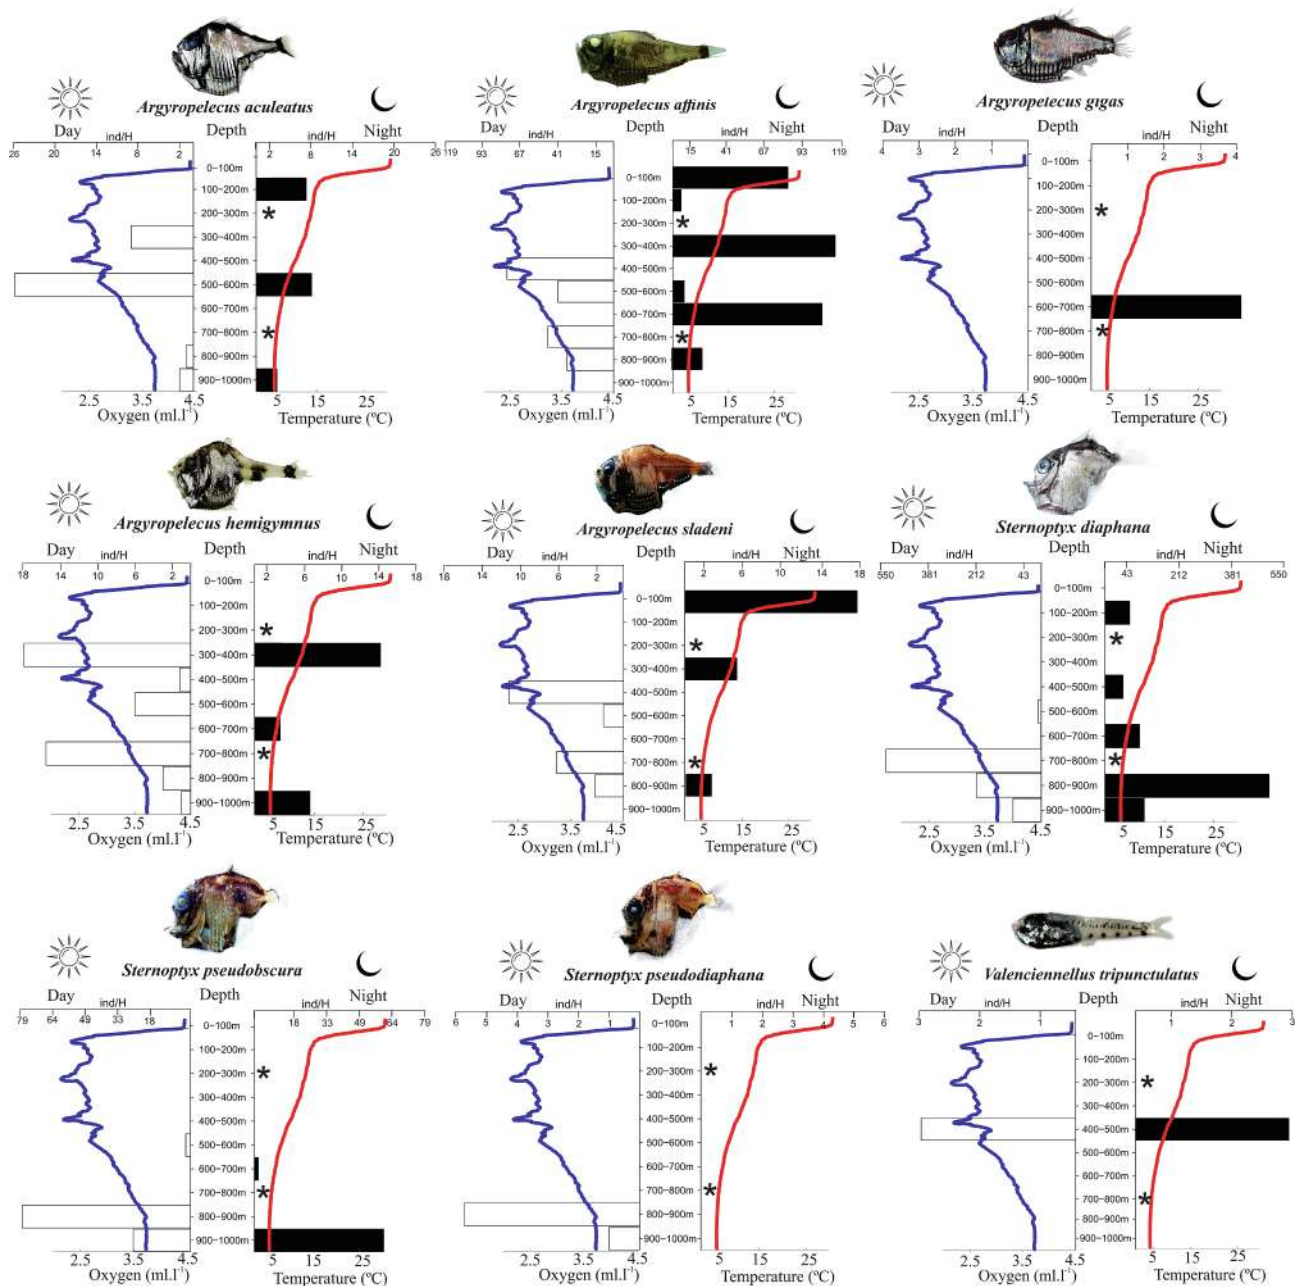 Argyropelecus aculeatus
Day ind/H Depth ind/H Night
26 20 14 8 2 2 8 14 20 26
0-100m
100-200m
200-300m
*
300-400m
400-500m
500-600m
600-700m
700-800m
*
800-900m
900-1000m
2.5 3.5 4.5 5 15 25
Oxygen (ml.l⁻¹) Temperature (ºC)
Argyropelecus affinis
Day ind/H Depth ind/H Night
119 93 67 41 15 15 41 67 93 119
0-100m
100-200m
200-300m
*
300-400m
400-500m
500-600m
600-700m
700-800m
*
800-900m
900-1000m
2.5 3.5 4.5 5 15 25
Oxygen (ml.l⁻¹) Temperature (ºC)
Argyropelecus gigas
Day ind/H Depth ind/H Night
4 3 2 1 1 2 3 4
0-100m
100-200m
200-300m
*
300-400m
400-500m
500-600m
600-700m
700-800m
*
800-900m
900-1000m
2.5 3.5 4.5 5 15 25
Oxygen (ml.l⁻¹) Temperature (ºC)
Argyropelecus hemigymnus
Day ind/H Depth ind/H Night
18 14 10 6 2 2 6 10 14 18
0-100m
100-200m
200-300m
*
300-400m
400-500m
500-600m
600-700m
700-800m
*
800-900m
900-1000m
2.5 3.5 4.5 5 15 25
Oxygen (ml.l⁻¹) Temperature (ºC)
Argyropelecus sladeni
Day ind/H Depth ind/H Night
18 14 10 6 2 2 6 10 14 18
0-100m
100-200m
200-300m
*
300-400m
400-500m
500-600m
600-700m
700-800m
*
800-900m
900-1000m
2.5 3.5 4.5 5 15 25
Oxygen (ml.l⁻¹) Temperature (ºC)
Sternoptyx diaphana
Day ind/H Depth ind/H Night
550 381 212 43 43 212 381 550
0-100m
100-200m
200-300m
*
300-400m
400-500m
500-600m
600-700m
700-800m
*
800-900m
900-1000m
2.5 3.5 4.5 5 15 25
Oxygen (ml.l⁻¹) Temperature (ºC)
Sternoptyx pseudobscura
Day ind/H Depth ind/H Night
79 64 49 33 18 18 33 49 64 79
0-100m
100-200m
200-300m
*
300-400m
400-500m
500-600m
600-700m
700-800m
*
800-900m
900-1000m
2.5 3.5 4.5 5 15 25
Oxygen (ml.l⁻¹) Temperature (ºC)
Sternoptyx pseudodiaphana
Day ind/H Depth ind/H Night
6 5 4 3 2 1 1 2 3 4 5 6
0-100m
100-200m
200-300m
*
300-400m
400-500m
500-600m
600-700m
700-800m
*
800-900m
900-1000m
2.5 3.5 4.5 5 15 25
Oxygen (ml.l⁻¹) Temperature (ºC)
Valenciennellus tripunctulatus
Day ind/H Depth ind/H Night
3 2 1 1 2 3
0-100m
100-200m
200-300m
*
300-400m
400-500m
500-600m
600-700m
700-800m
*
800-900m
900-1000m
2.5 3.5 4.5 5 15 25
Oxygen (ml.l⁻¹) Temperature (ºC)